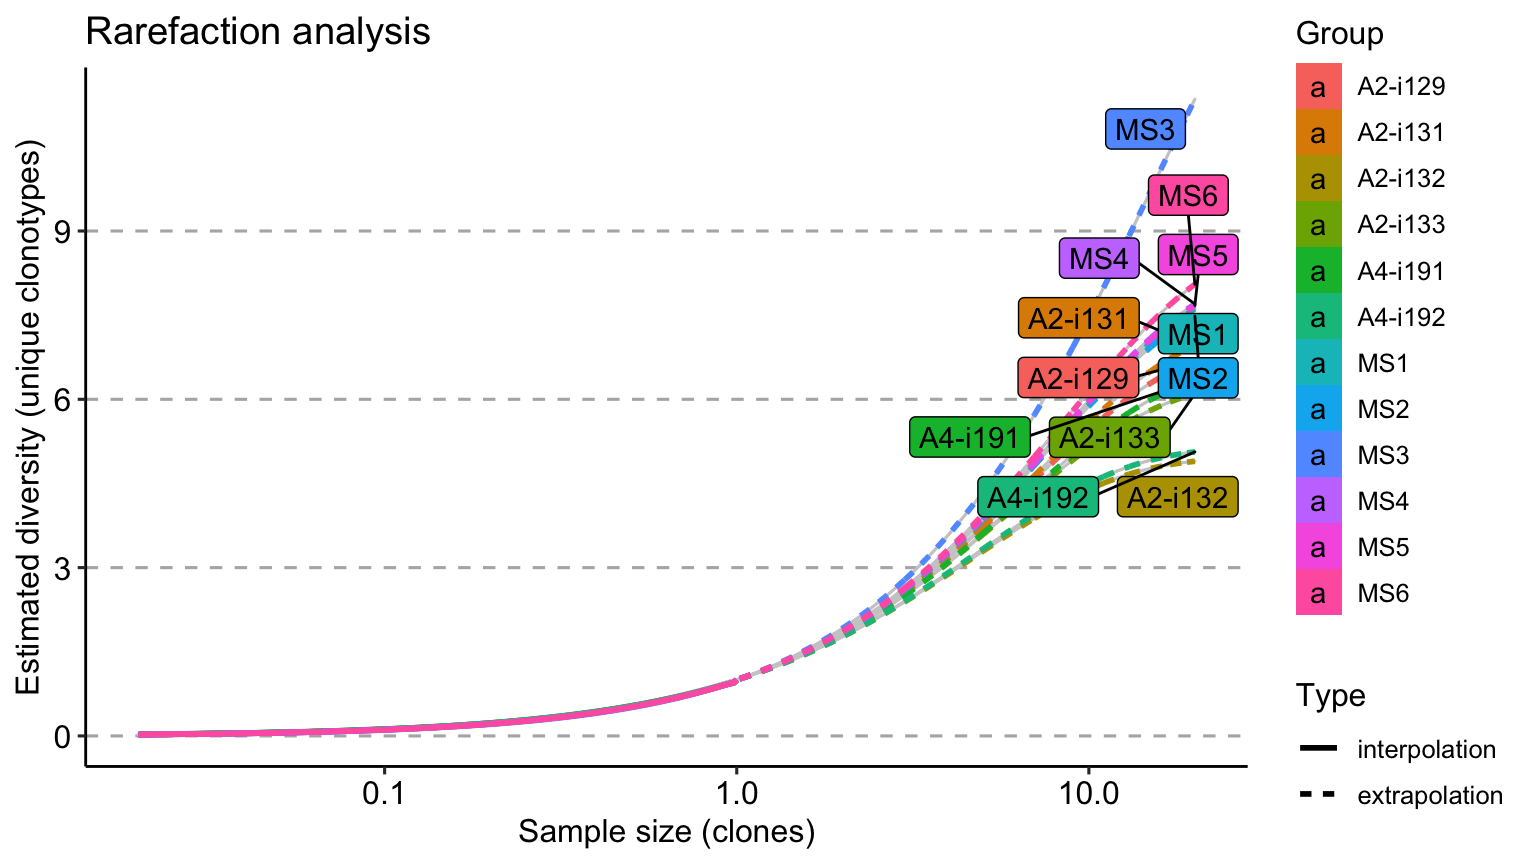 Rarefaction analysis
Estimated diversity (unique clonotypes)
9
6
3
0
0.1
1.0
10.0
Sample size (clones)
MS3
MS6
MS4
MS5
A2-i131
MS1
A2-i129
MS2
A4-i191
A2-i133
A4-i192
A2-i132
Group
a A2-i129
a A2-i131
a A2-i132
a A2-i133
a A4-i191
a A4-i192
a MS1
a MS2
a MS3
a MS4
a MS5
a MS6
Type
interpolation
extrapolation